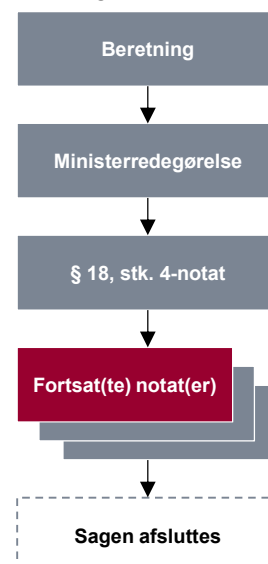 Beretning
Ministerredegørelse
§ 18, stk. 4-notat
Fortsat(te) notat(er)
Sagen afsluttes